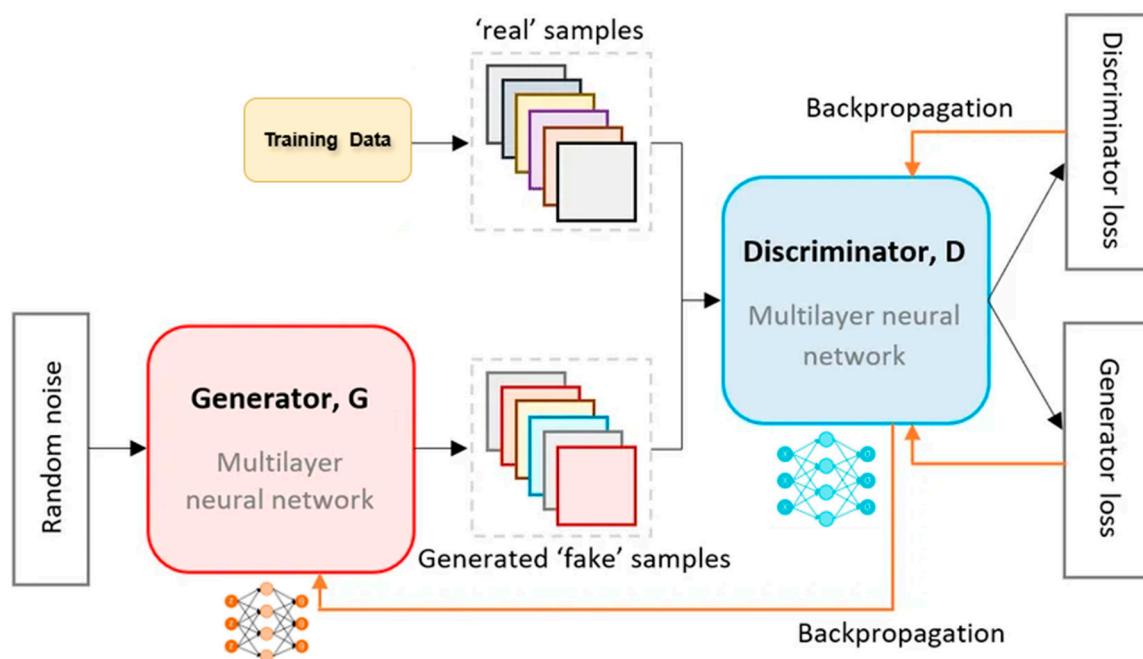 'real' samples
Training Data
Backpropagation
Discriminator loss
Discriminator, D
Multilayer neural
network
Random noise
Generator, G
Multilayer
neural network
Generated 'fake' samples
Generator loss
Backpropagation